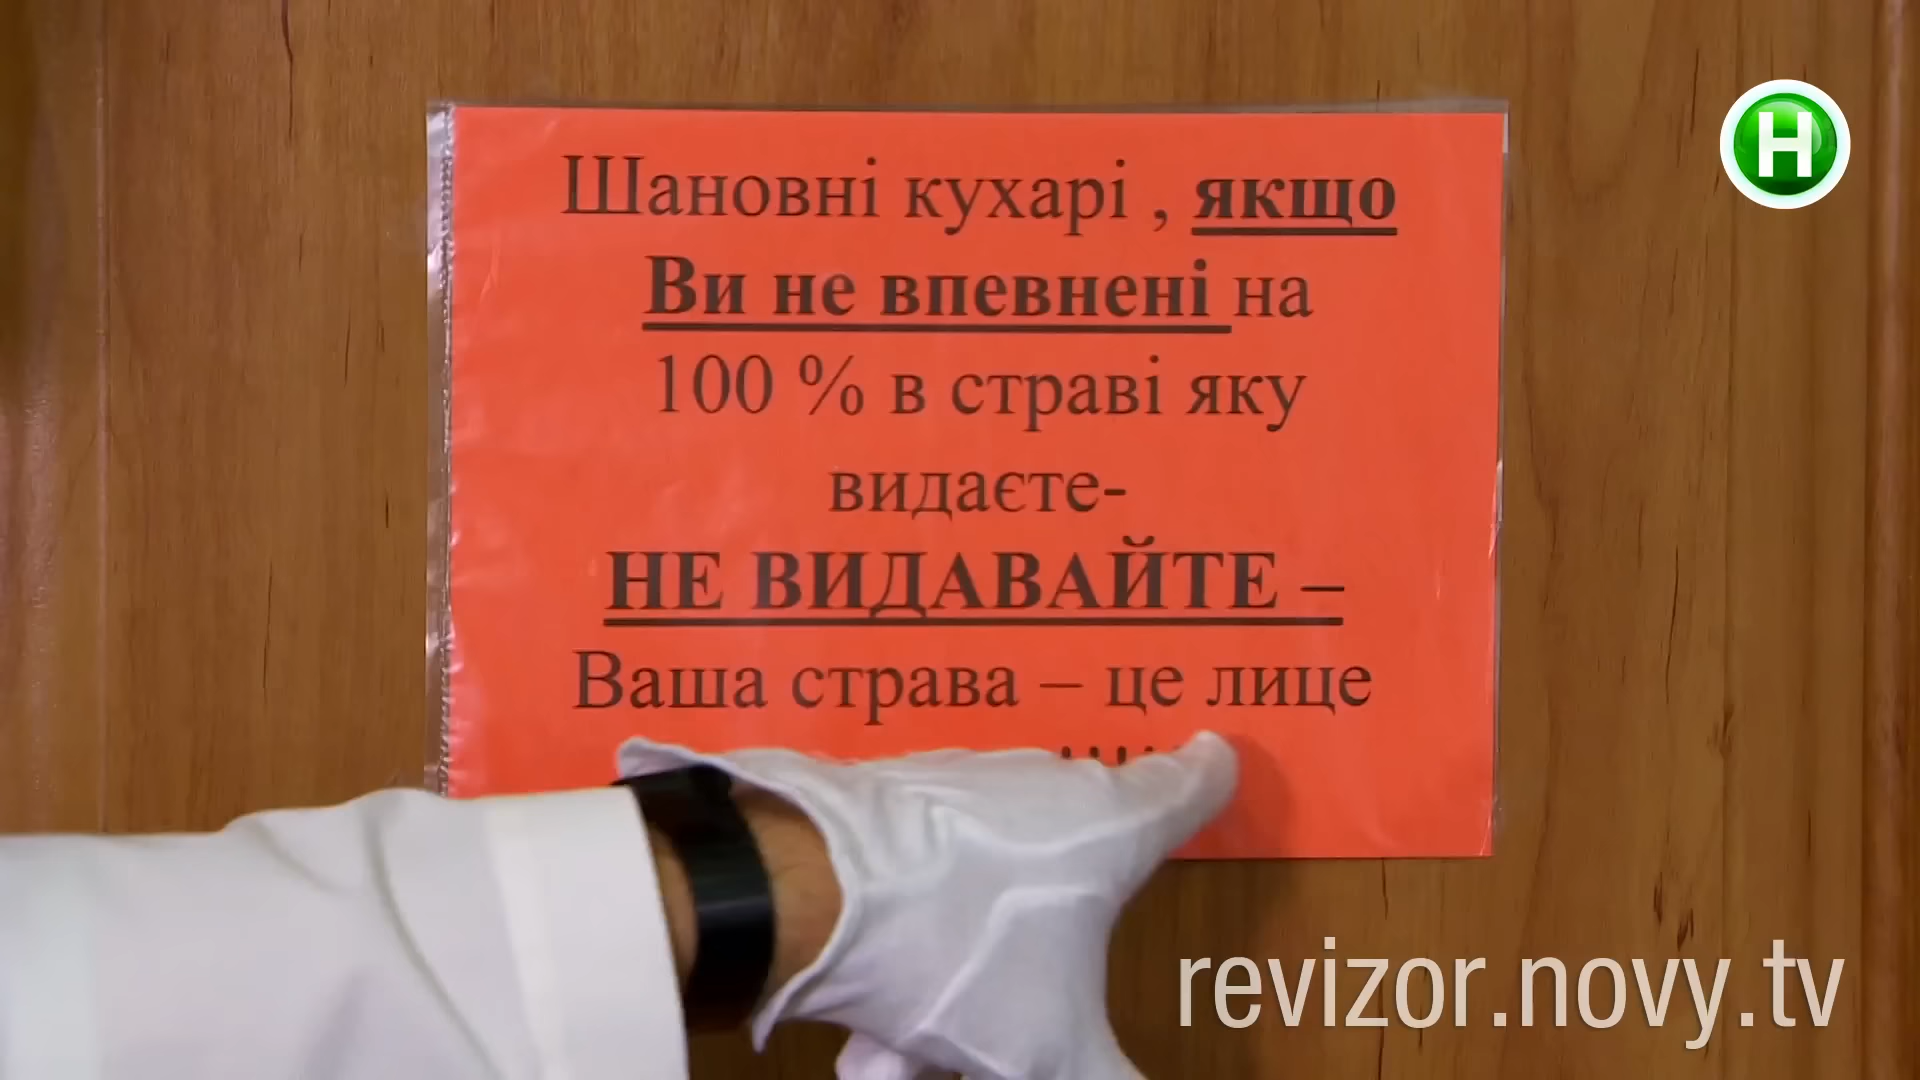 Шановні кухарі , якщо
Ви не впевнені на
100 % в страві яку
видаєте-
НЕ ВИДАВАЙТЕ –
Ваша страва – це лице
Н
revizor.novy.tv